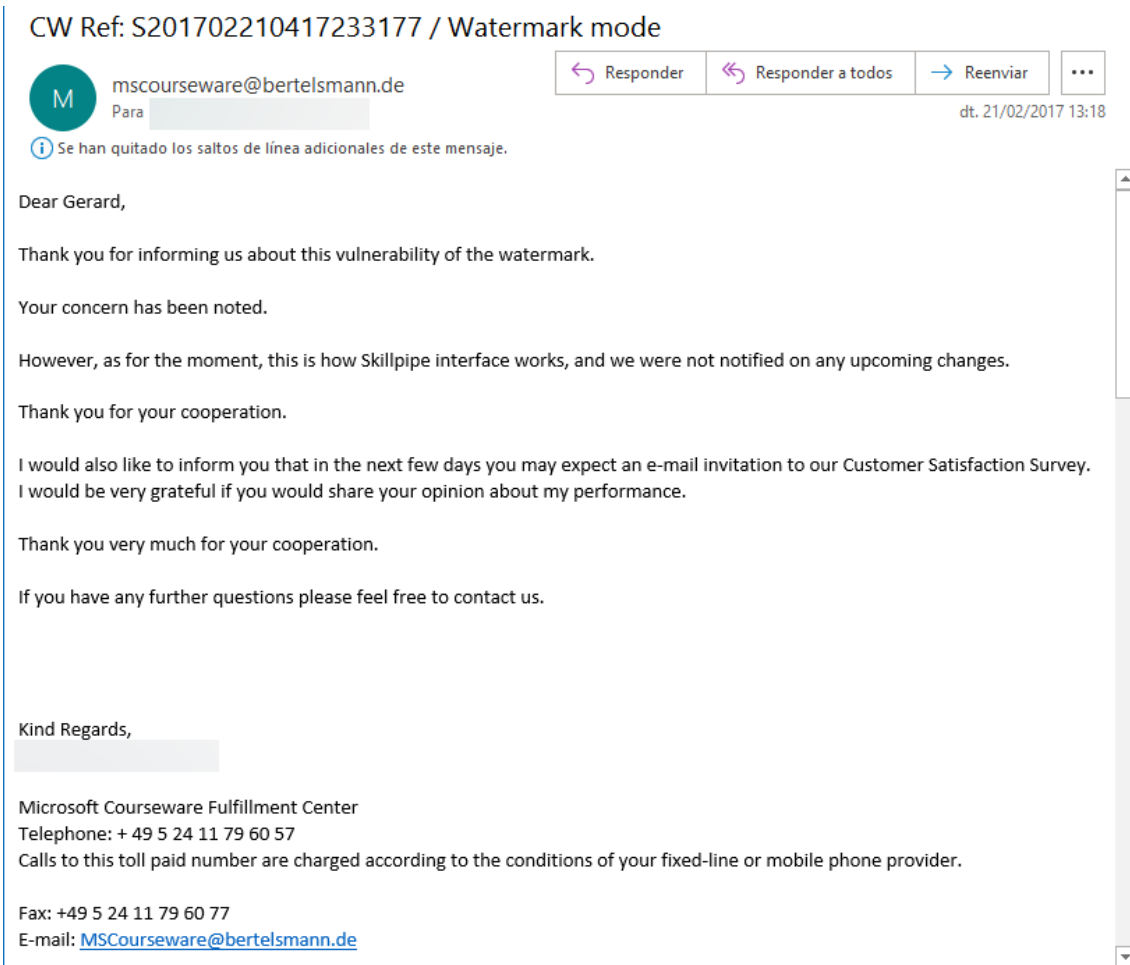 CW Ref: S201702210417233177 / Watermark mode
M
mscourseware@bertelsmann.de
Para
Responder
Responder a todos
Reenviar
dt. 21/02/2017 13:18
Se han quitado los saltos de línea adicionales de este mensaje.
Dear Gerard,
Thank you for informing us about this vulnerability of the watermark.
Your concern has been noted.
However, as for the moment, this is how Skillpipe interface works, and we were not notified on any upcoming changes.
Thank you for your cooperation.
I would also like to inform you that in the next few days you may expect an e-mail invitation to our Customer Satisfaction Survey.
I would be very grateful if you would share your opinion about my performance.
Thank you very much for your cooperation.
If you have any further questions please feel free to contact us.
Kind Regards,
Microsoft Courseware Fulfillment Center
Telephone: + 49 5 24 11 79 60 57
Calls to this toll paid number are charged according to the conditions of your fixed-line or mobile phone provider.
Fax: +49 5 24 11 79 60 77
E-mail: MSCourseware@bertelsmann.de